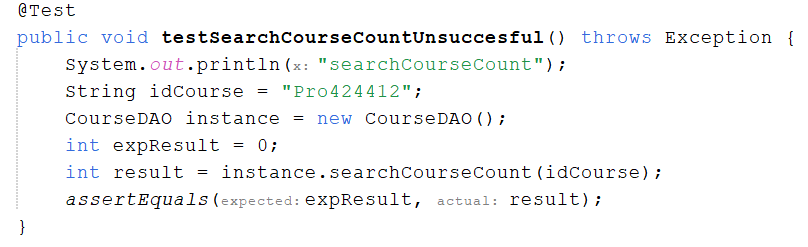 @Test
public void testSearchCourseCountUnsuccesful() throws Exception {
System.out.println(x: "searchCourseCount");
String idCourse = "Pro424412";
CourseDAO instance = new CourseDAO();
int expResult = 0;
int result = instance.searchCourseCount(idCourse);
assertEquals(expected: expResult, actual: result);
}